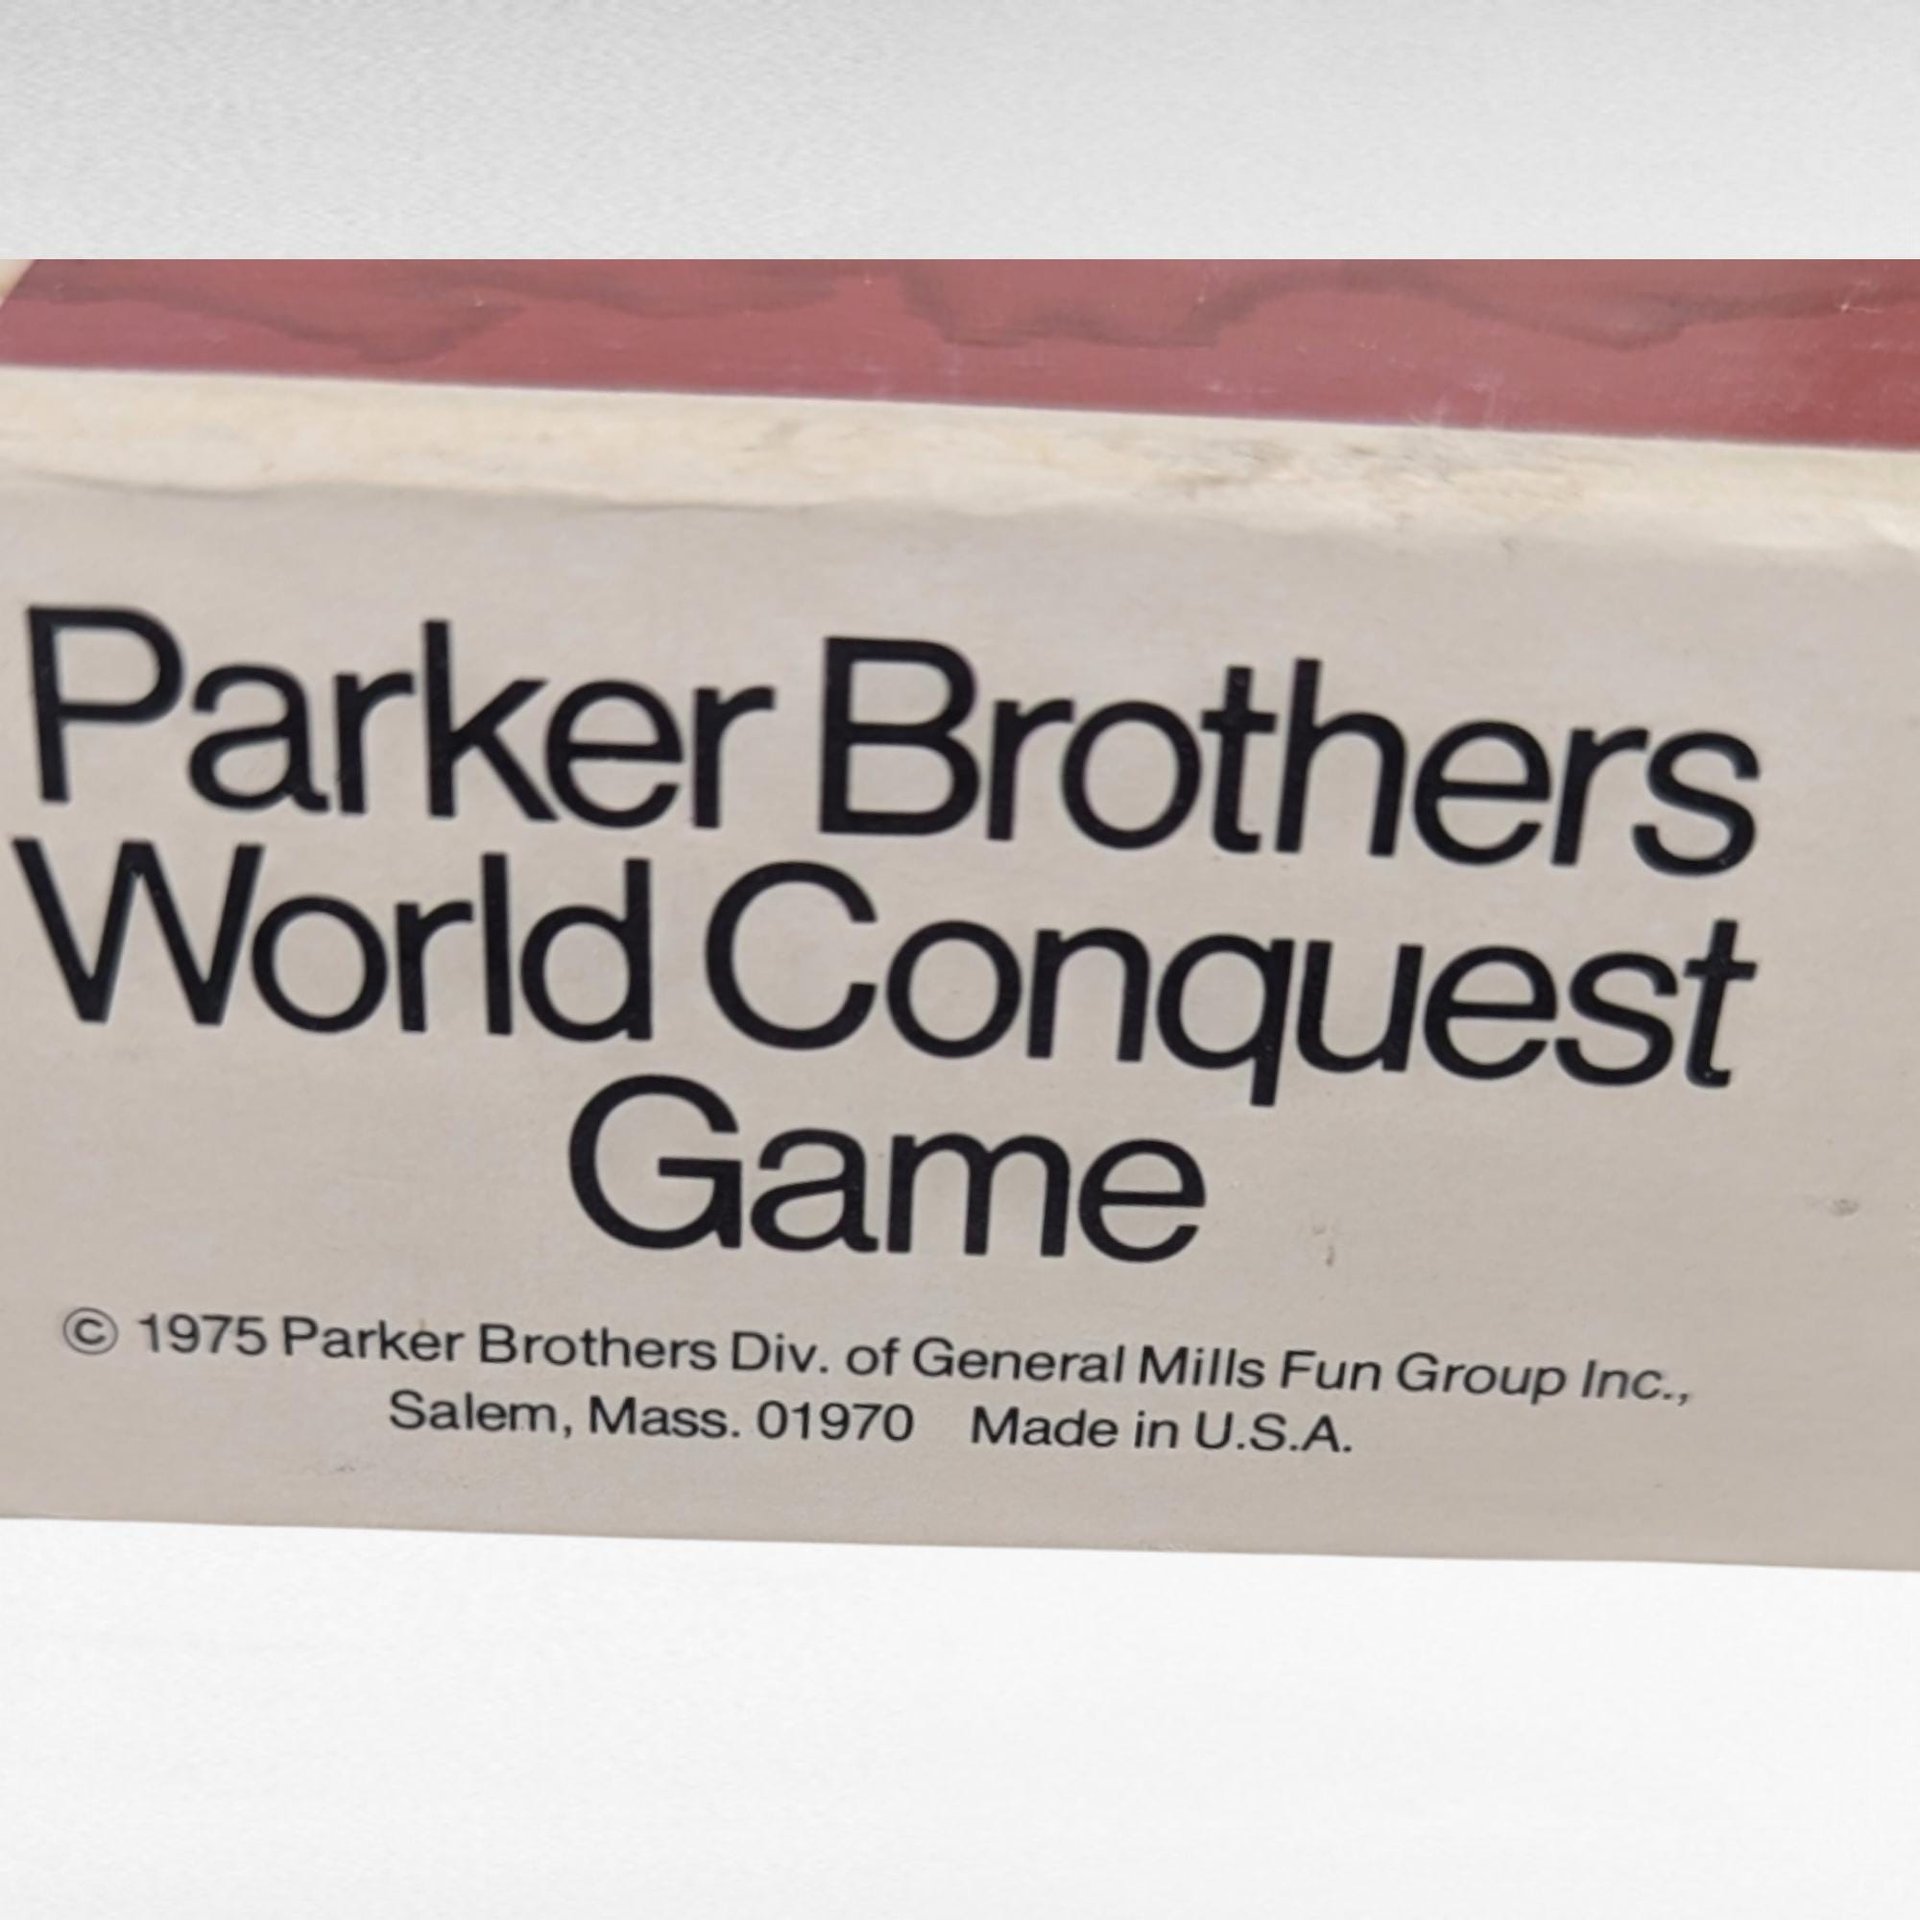 Parker Brothers
World Conquest
Game
© 1975 Parker Brothers Div. of General Mills Fun Group Inc.,
Salem, Mass. 01970 Made in U.S.A.